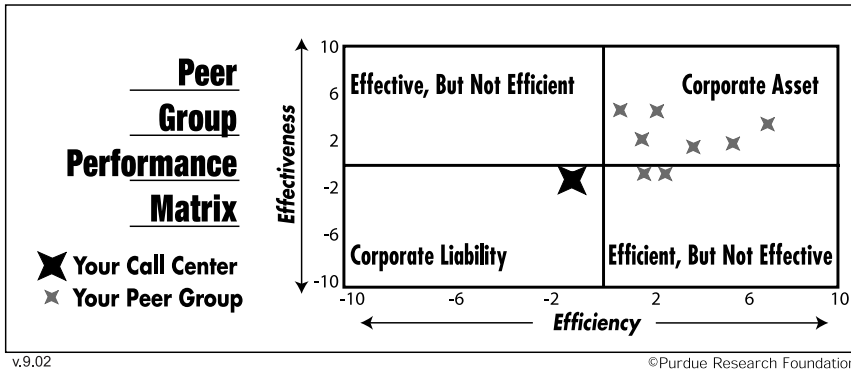 Peer
Group
Performance
Matrix
Your Call Center
Your Peer Group
Effectiveness
10
6
2
-2
-6
-10
Effective, But Not Efficient
Corporate Asset
Corporate Liability
Efficient, But Not Effective
-10 -6 -2 2 6 10
Efficiency
v.9.02
©Purdue Research Foundation